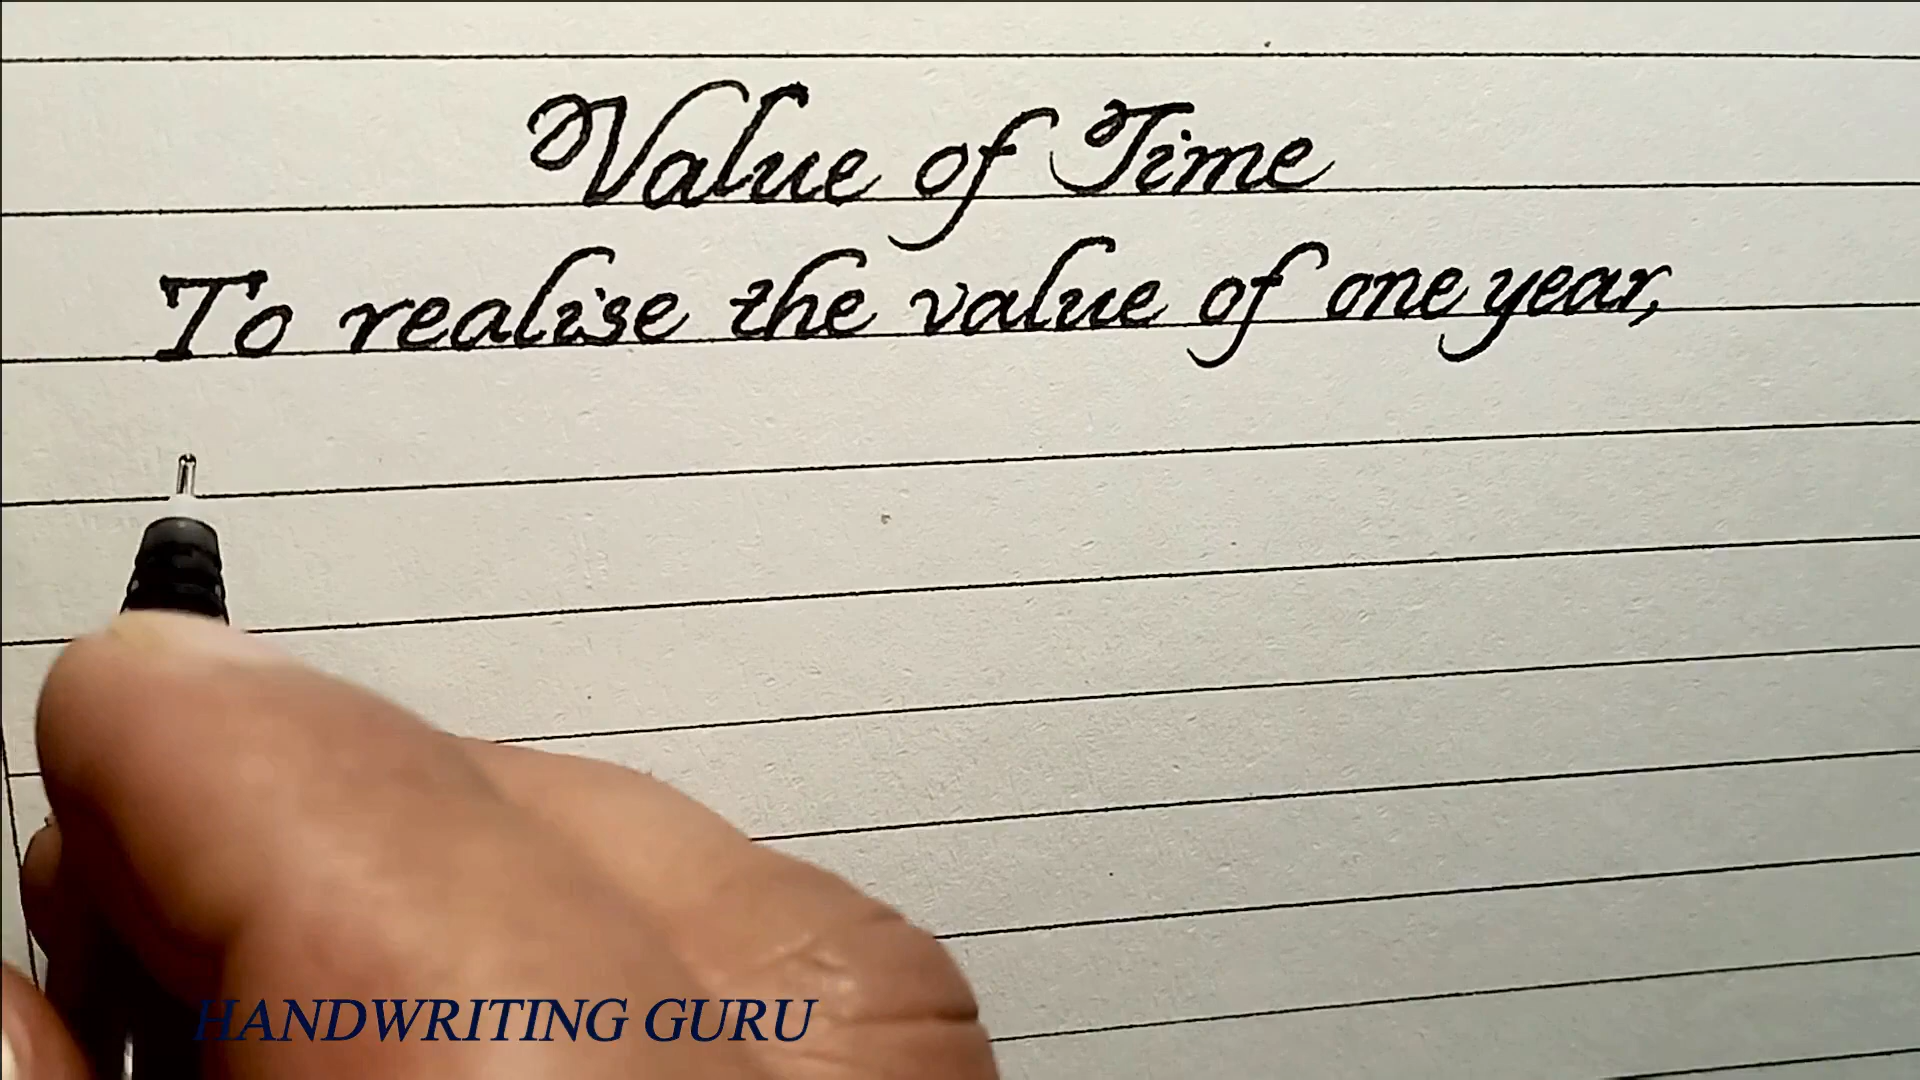 Value of Time
To realise the value of one year,
HANDWRITING GURU